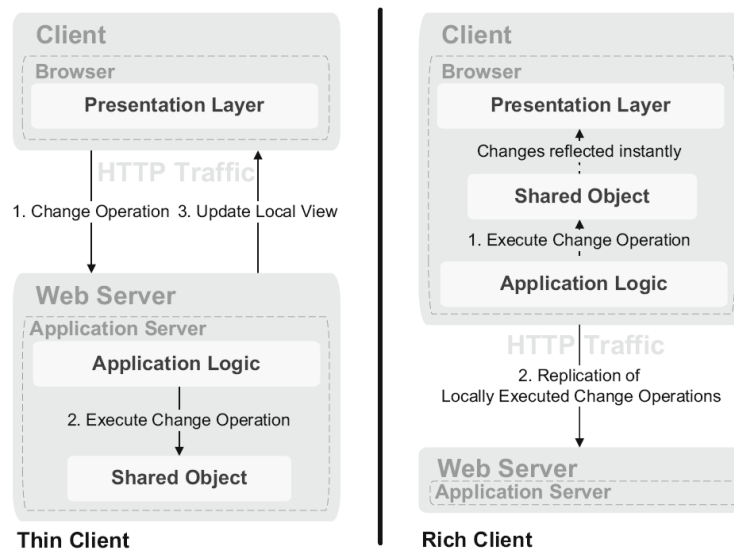 Client
Browser
Presentation Layer
HTTP Traffic
1. Change Operation
3. Update Local View
Web Server
Application Server
Application Logic
2. Execute Change Operation
Shared Object
Thin Client
Client
Browser
Presentation Layer
Changes reflected instantly
Shared Object
1. Execute Change Operation
Application Logic
HTTP Traffic
2. Replication of
Locally Executed Change Operations
Web Server
Application Server
Rich Client